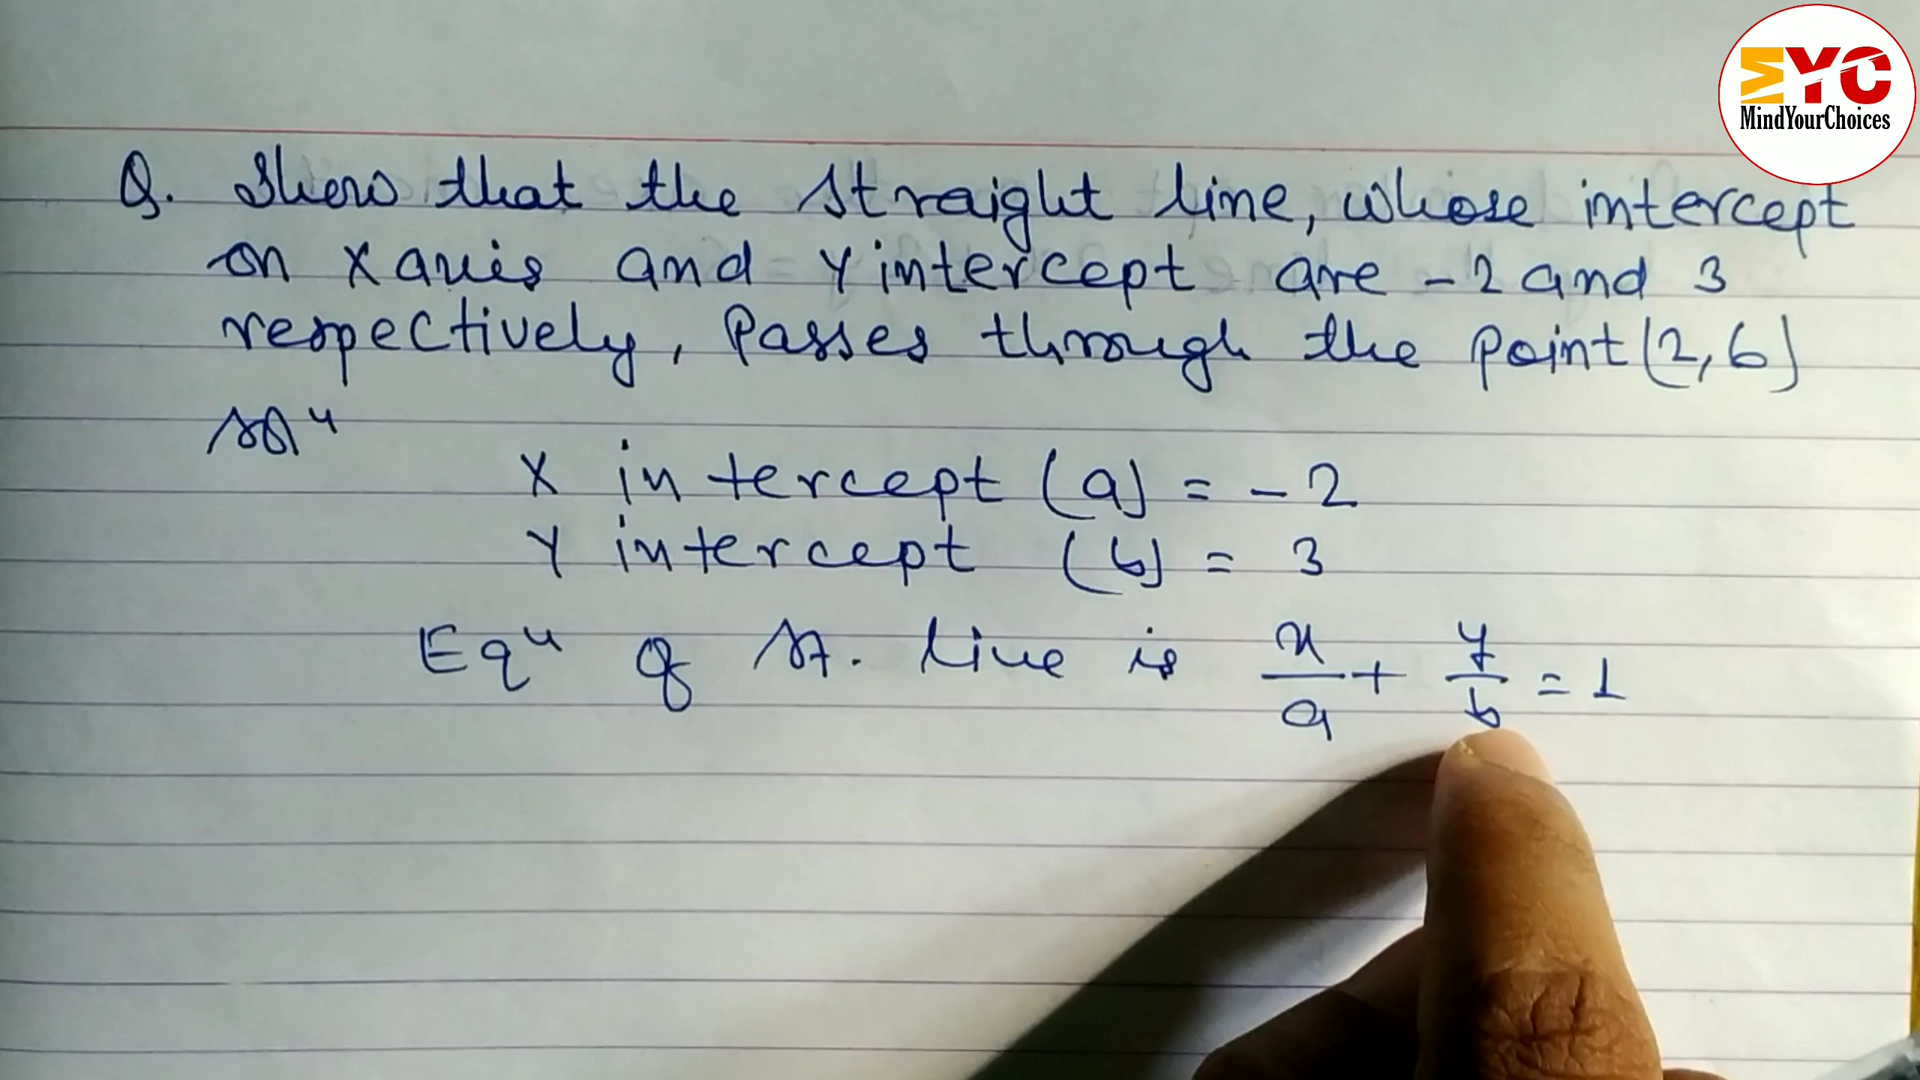 MYC
MindYourChoices
Q. Show that the straight line, whose intercept
on X axis and Y intercept are -2 and 3
respectively, Passes through the point (2, 6)
Solⁿ
X intercept (a) = -2
Y intercept (b) = 3
Eqⁿ of St. line is x/a + y/b = 1